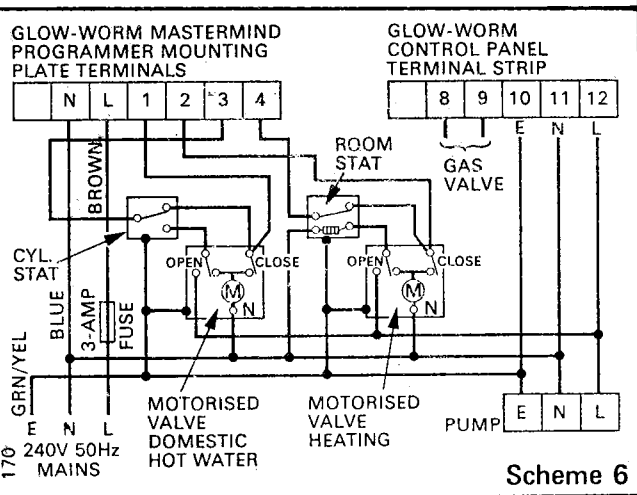 GLOW-WORM MASTERMIND
PROGRAMMER MOUNTING
PLATE TERMINALS
N L 1 2 3 4
GLOW-WORM
CONTROL PANEL
TERMINAL STRIP
8 9 10 11 12
E N L
GAS
VALVE
ROOM
STAT
BROWN
CYL.
STAT
OPEN
CLOSE
M
N
OPEN
CLOSE
M
N
BLUE
3-AMP
FUSE
GRN/YEL
E N L
240V 50Hz
MAINS
MOTORISED
VALVE
DOMESTIC
HOT WATER
MOTORISED
VALVE
HEATING
PUMP
E N L
170
Scheme 6